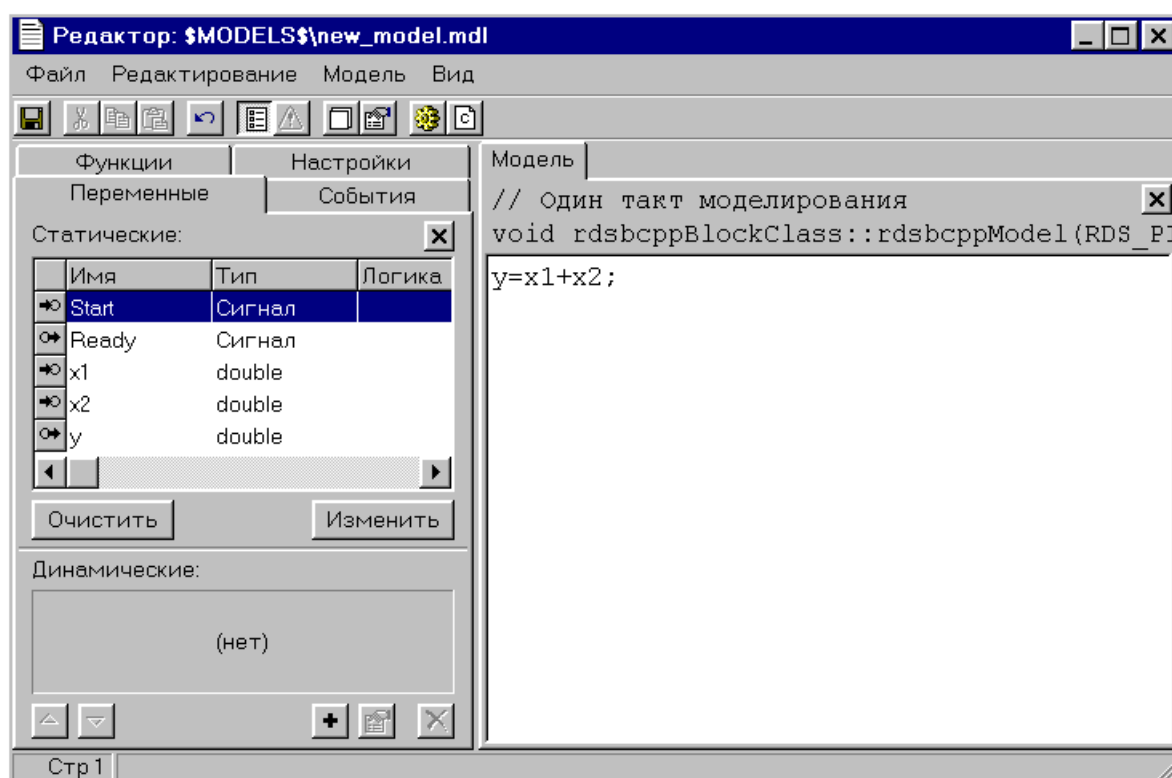 Редактор: $MODELS$\new_model.mdl
Файл Редактирование Модель Вид
Функции Настройки
Переменные События
Статические:
Имя Тип Логика
Start Сигнал
Ready Сигнал
x1 double
x2 double
y double
Очистить Изменить
Динамические:
(нет)
Модель
// Один такт моделирования
void rdsbcppBlockClass::rdsbcppModel(RDS_PI
y=x1+x2;
Стр 1